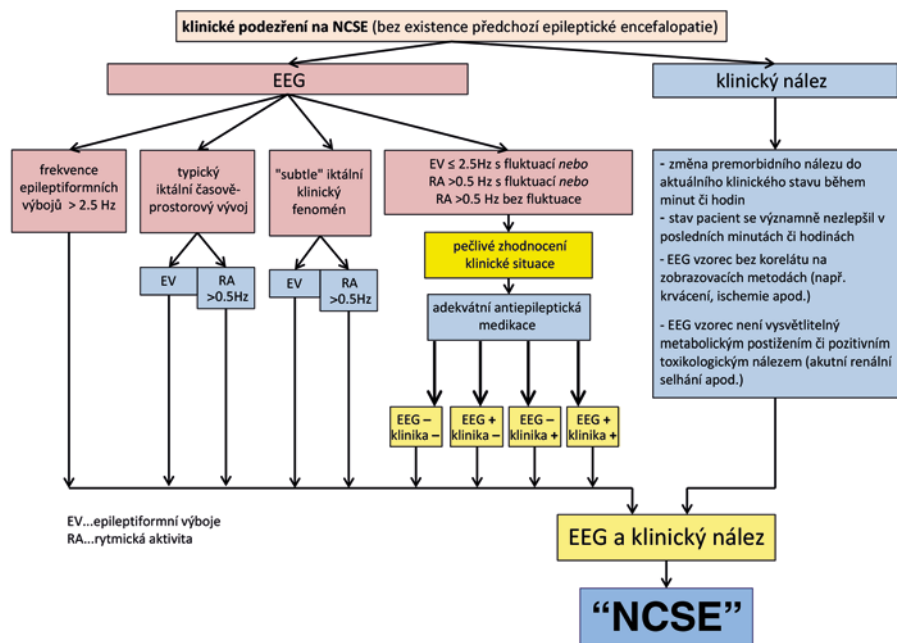 klinické podezření na NCSE (bez existence předchozí epileptické encefalopatie)
EEG
klinický nález
frekvence
epileptiformních
výbojů > 2.5 Hz
typický
iktální časově-
prostorový vývoj
"subtle" iktální
klinický
fenomén
EV ≤ 2.5Hz s fluktuací nebo
RA >0.5 Hz s fluktuací nebo
RA >0.5 Hz bez fluktuace
- změna premorbidního nálezu do
aktuálního klinického stavu během
minut či hodin
- stav pacient se významně nezlepšil v
posledních minutách či hodinách
- EEG vzorec bez korelátu na
zobrazovacích metodách (např.
krvácení, ischemie apod.)
- EEG vzorec není vysvětlitelný
metabolickým postižením či pozitivním
toxikologickým nálezem (akutní renální
selhání apod.)
pečlivé zhodnocení
klinické situace
EV
RA
>0.5Hz
EV
RA
>0.5Hz
adekvátní antiepileptická
medikace
EEG –
klinika –
EEG +
klinika –
EEG –
klinika +
EEG +
klinika +
EV...epileptiformní výboje
RA...rytmická aktivita
EEG a klinický nález
“NCSE”